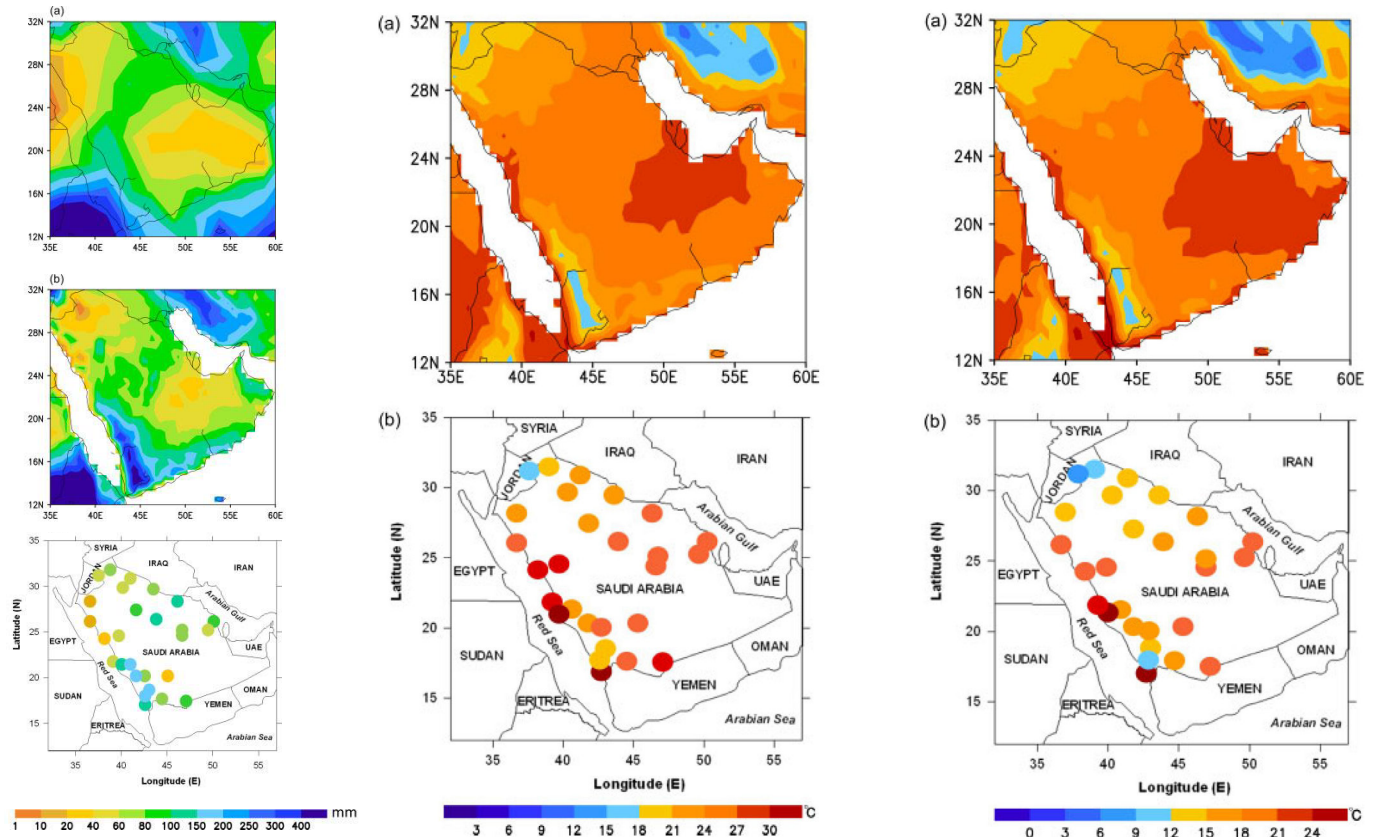 (a)
32N
28N
24N
20N
16N
12N
35E 40E 45E 50E 55E 60E
(b)
32N
28N
24N
20N
16N
12N
35E 40E 45E 50E 55E 60E
35
30
25
20
15
Latitude (N)
SYRIA
JORDAN
IRAQ
IRAN
Arabian Gulf
EGYPT
SAUDI ARABIA
UAE
Red Sea
SUDAN
OMAN
YEMEN
ERITREA
Arabian Sea
35 40 45 50 55
Longitude (E)
1 10 20 40 60 80 100 150 200 300 400 mm
(a)
32N
28N
24N
20N
16N
12N
35E 40E 45E 50E 55E 60E
(b)
35
30
25
20
15
Latitude (N)
SYRIA
JORDAN
IRAQ
IRAN
Arabian Gulf
EGYPT
SAUDI ARABIA
UAE
Red Sea
SUDAN
OMAN
YEMEN
ERITREA
Arabian Sea
35 40 45 50 55
Longitude (E)
3 6 9 12 15 18 21 24 27 30 °C
(a)
32N
28N
24N
20N
16N
12N
35E 40E 45E 50E 55E 60E
(b)
35
30
25
20
15
Latitude (N)
SYRIA
JORDAN
IRAQ
IRAN
Arabian Gulf
EGYPT
SAUDI ARABIA
UAE
Red Sea
SUDAN
OMAN
YEMEN
ERITREA
Arabian Sea
35 40 45 50 55
Longitude (E)
0 3 6 9 12 15 18 21 24 °C